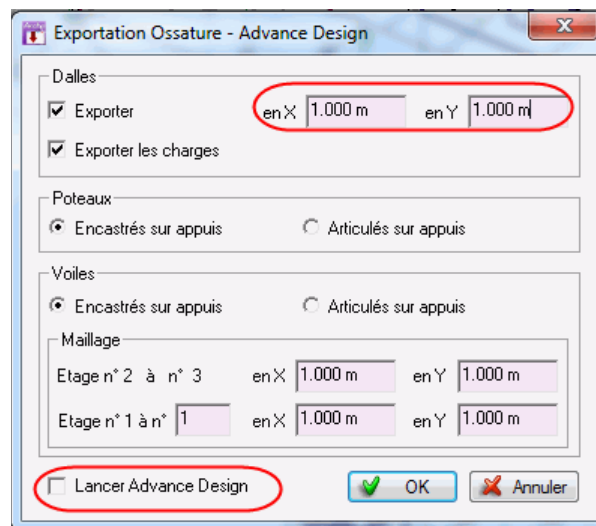 Exportation Ossature - Advance Design
Dalles
Exporter en X 1.000 m en Y 1.000 m
Exporter les charges
Poteaux
Encastrés sur appuis Articulés sur appuis
Voiles
Encastrés sur appuis Articulés sur appuis
Maillage
Etage n° 2 à n° 3 en X 1.000 m en Y 1.000 m
Etage n° 1 à n° 1 en X 1.000 m en Y 1.000 m
Lancer Advance Design OK Annuler